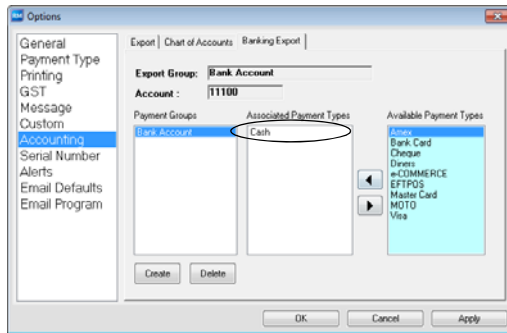 Options
General
Payment Type
Printing
GST
Message
Custom
Accounting
Serial Number
Alerts
Email Defaults
Email Program
Export
Chart of Accounts
Banking Export
Export Group: Bank Account
Account : 11100
Payment Groups
Bank Account
Associated Payment Types
Cash
Available Payment Types
Amex
Bank Card
Cheque
Diners
e-COMMERCE
EFTPOS
Master Card
MOTO
Visa
Create
Delete
OK
Cancel
Apply